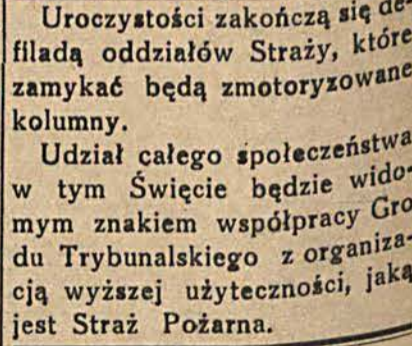 Uroczystości zakończą się de-
filadą oddziałów Straży, które
zamykać będą zmotoryzowane
kolumny.
Udział całego społeczeństwa
w tym Święcie będzie wido-
mym znakiem współpracy Gro
du Trybunalskiego z organiza-
cją wyższej użyteczności, jaką
jest Straż Pożarna.